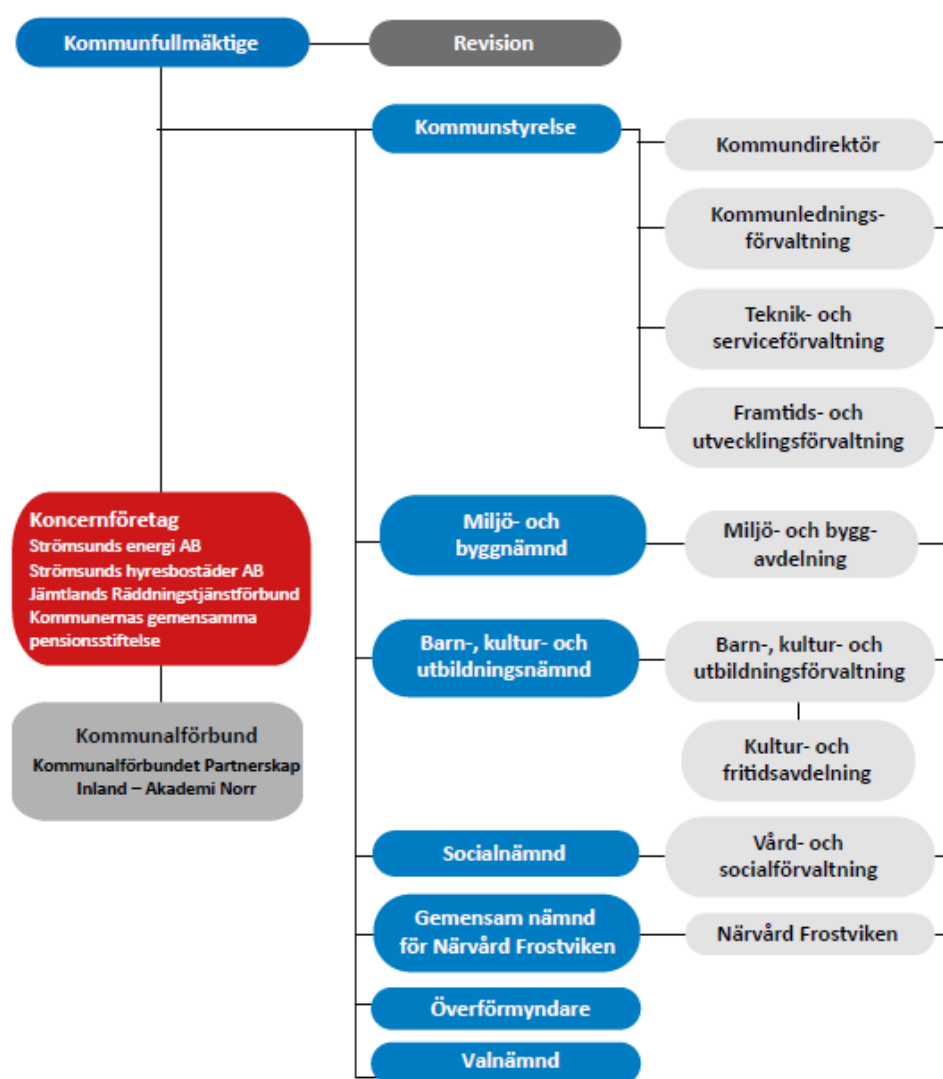 Kommunfullmäktige
Revision
Kommunstyrelse
Kommundirektör
Kommunlednings-
förvaltning
Teknik- och
serviceförvaltning
Framtids- och
utvecklingsförvaltning
Koncernföretag
Strömsunds energi AB
Strömsunds hyresbostäder AB
Jämtlands Räddningstjänstförbund
Kommunernas gemensamma
pensionsstiftelse
Kommunalförbund
Kommunalförbundet Partnerskap
Inland – Akademi Norr
Miljö- och
byggnämnd
Miljö- och bygg-
avdelning
Barn-, kultur- och
utbildningsnämnd
Barn-, kultur- och
utbildningsförvaltning
Kultur- och
fritidsavdelning
Socialnämnd
Vård- och
socialförvaltning
Gemensam nämnd
för Närvård Frostviken
Närvård Frostviken
Överförmyndare
Valnämnd